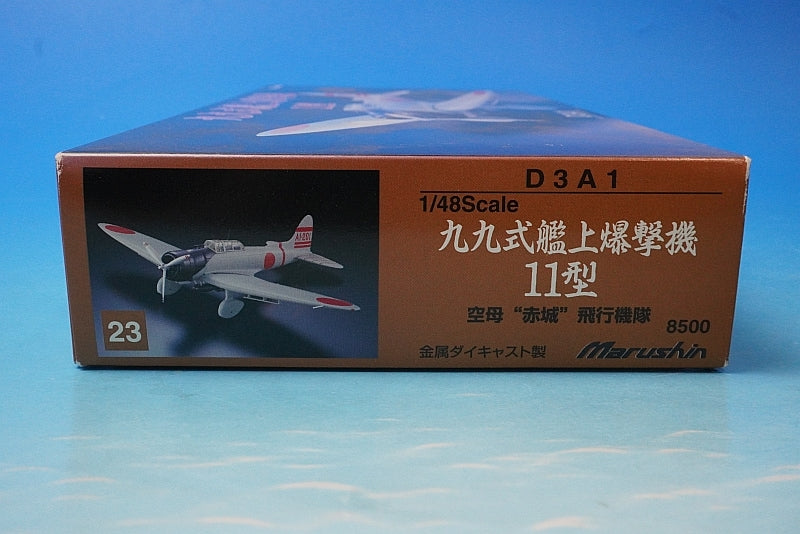 D3A1
1/48Scale
九九式艦上爆撃機
11型
空母“赤城”飛行機隊
8500
金属ダイキャスト製
Marushin
23